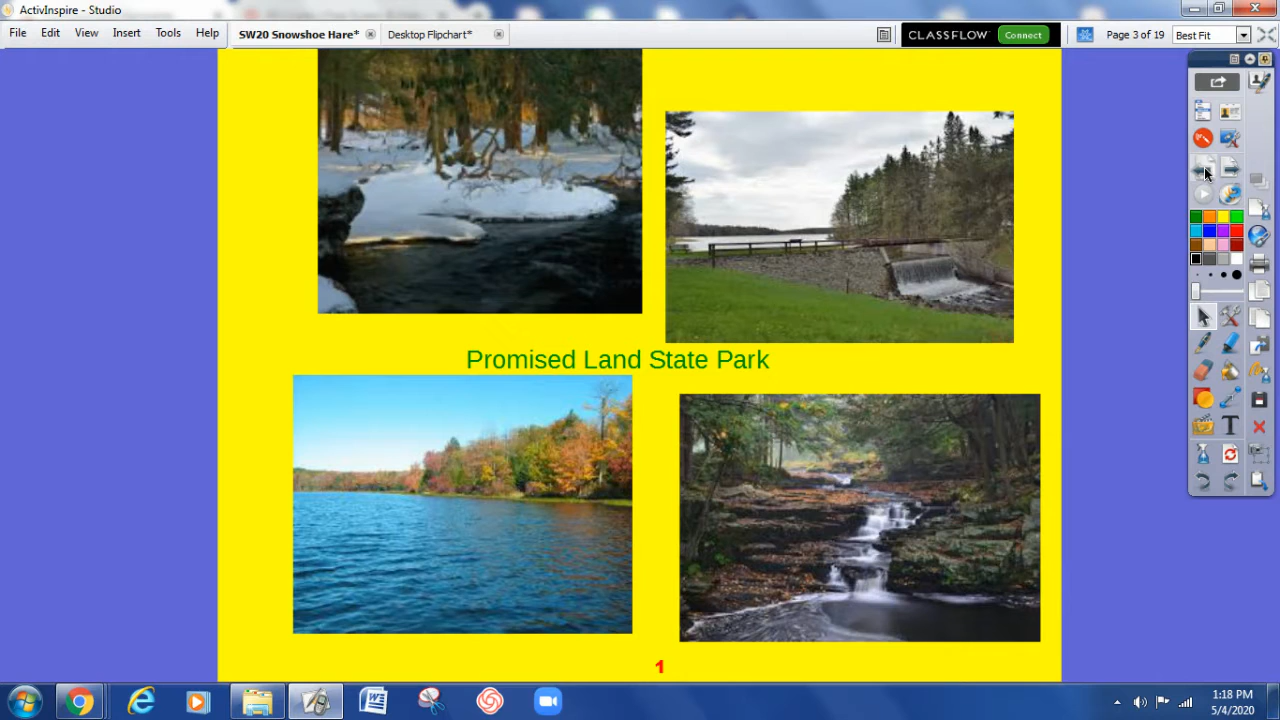 ActivInspire - Studio
File Edit View Insert Tools Help SW20 Snowshoe Hare* Desktop Flipchart* CLASSFLOW Connect Page 3 of 19 Best Fit
Promised Land State Park
1
T
W
1:18 PM
5/4/2020